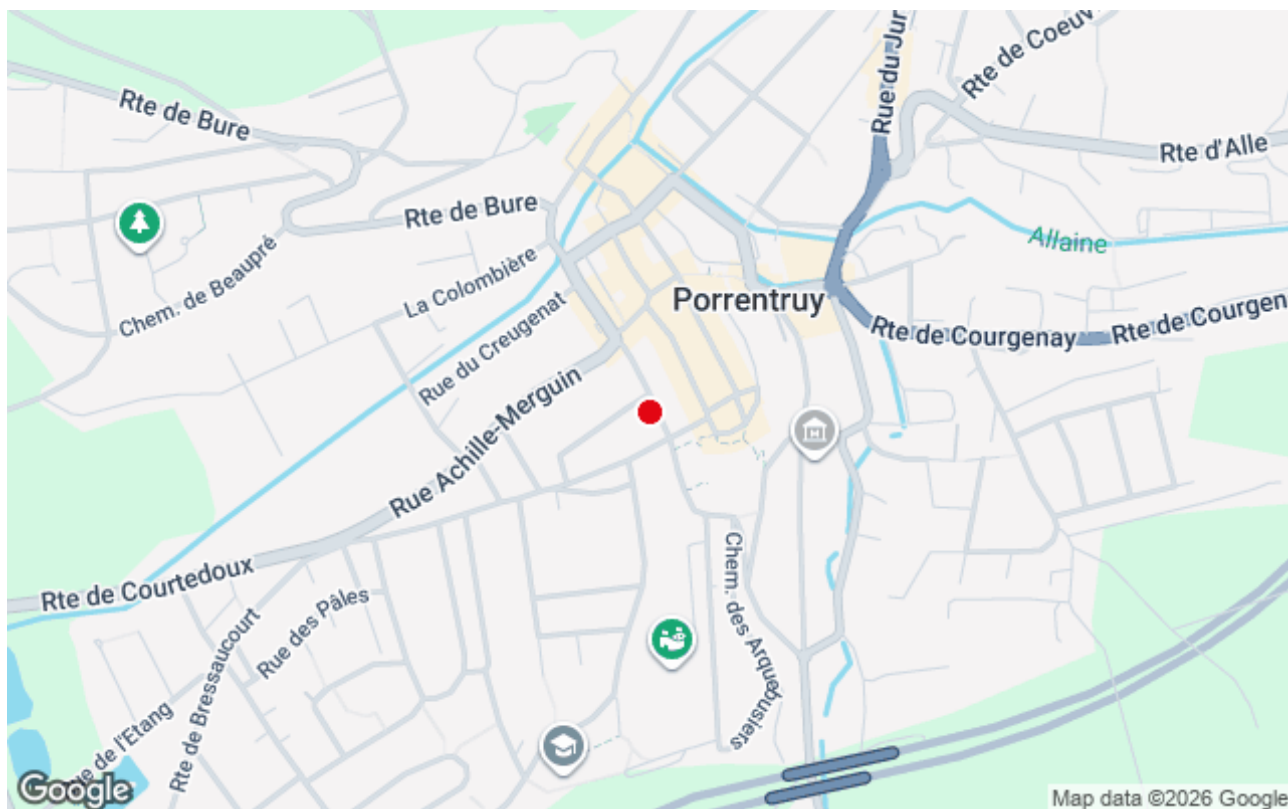 Rue du Jur
Rte de Coeuv
Rte de Bure
Rte d'Alle
Rte de Bure
Allaine
Chem. de Beaupré
La Colombière
Porrentruy
Rue du Creugenat
Rte de Courgenay
Rte de Courgen
Rue Achille-Merguin
Rte de Courtedoux
Chem. des Arquebusiers
Rue des Pâles
Rte de Bressaucourt
ue de l'Etang
Google
Map data ©2026 Google